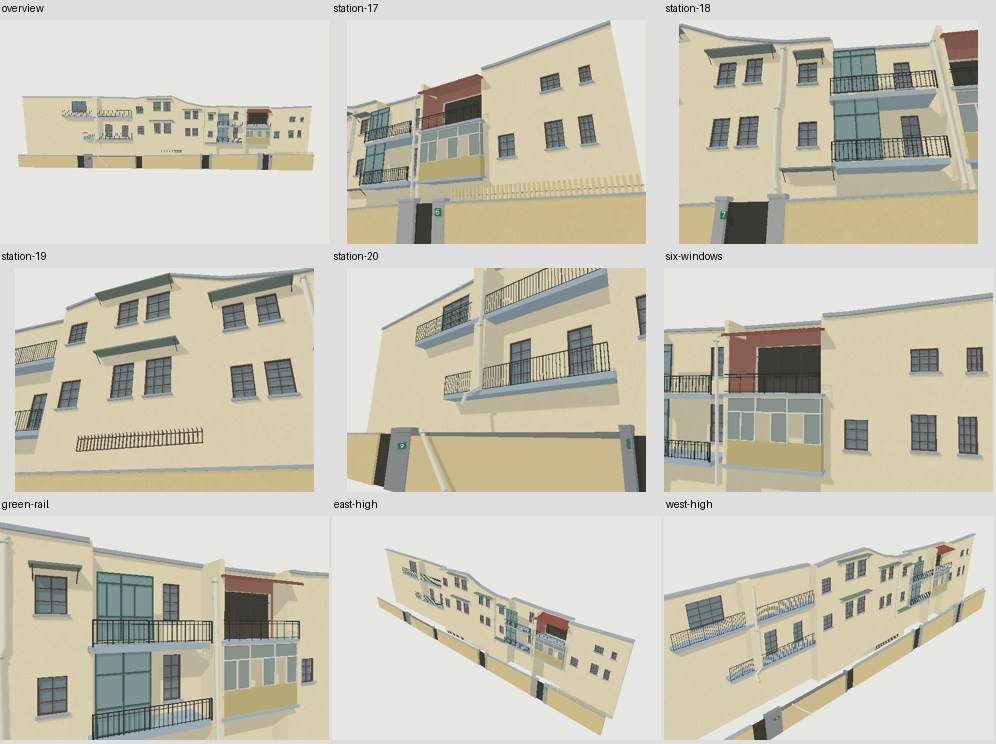 overview
station-17
station-18
6
7
station-19
station-20
six-windows
9
green-rail
east-high
west-high